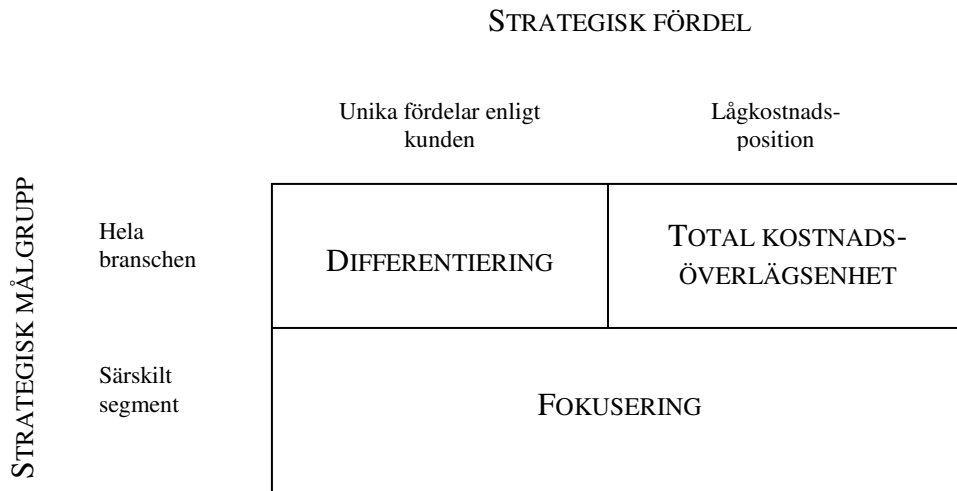 STRATEGISK FÖRDEL
Unika fördelar enligt
kunden
Lågkostnads-
position
STRATEGISK MÅLGRUPP
Hela
branschen
DIFFERENTIERING
TOTAL KOSTNADS-
ÖVERLÄGSENHET
Särskilt
segment
FOKUSERING